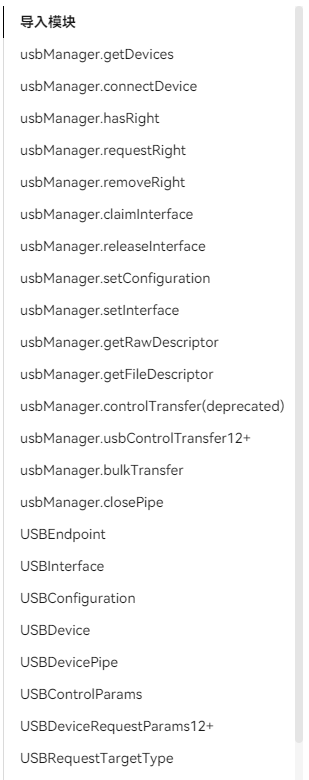 导入模块
usbManager.getDevices
usbManager.connectDevice
usbManager.hasRight
usbManager.requestRight
usbManager.removeRight
usbManager.claimInterface
usbManager.releaseInterface
usbManager.setConfiguration
usbManager.setInterface
usbManager.getRawDescriptor
usbManager.getFileDescriptor
usbManager.controlTransfer(deprecated)
usbManager.usbControlTransfer12+
usbManager.bulkTransfer
usbManager.closePipe
USBEndpoint
USBInterface
USBConfiguration
USBDevice
USBDevicePipe
USBControlParams
USBDeviceRequestParams12+
USBRequestTargetType